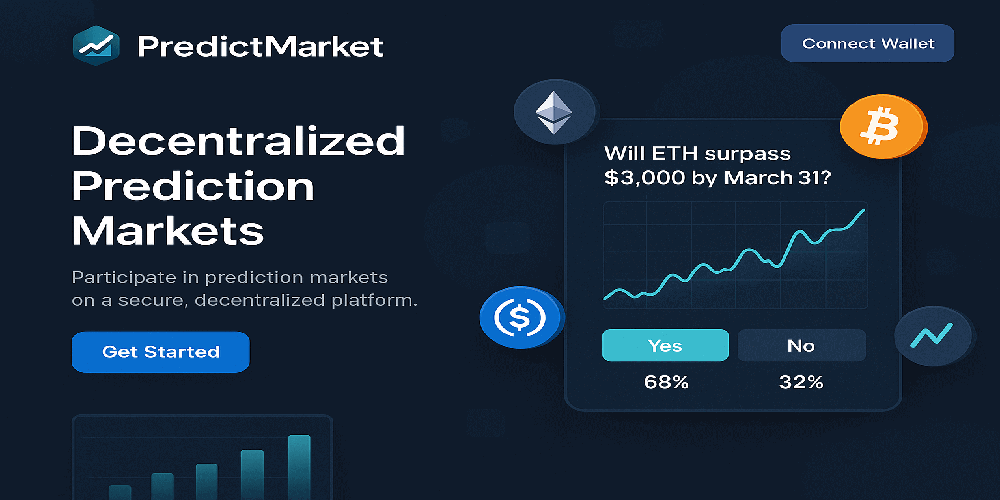 PredictMarket
Connect Wallet
Decentralized
Prediction
Markets
Participate in prediction markets
on a secure, decentralized platform.
Get Started
Will ETH surpass
$3,000 by March 31?
Yes
No
68%
32%